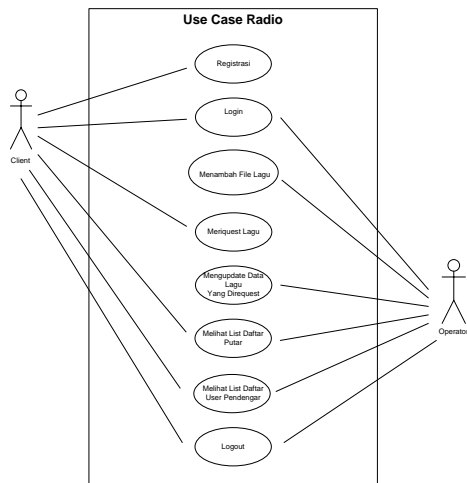 Use Case Radio
Registrasi
Login
Client
Menambah File Lagu
Meriquest Lagu
Mengupdate Data
Lagu
Yang Direquest
Operator
Melihat List Daftar
Putar
Melihat List Daftar
User Pendengar
Logout